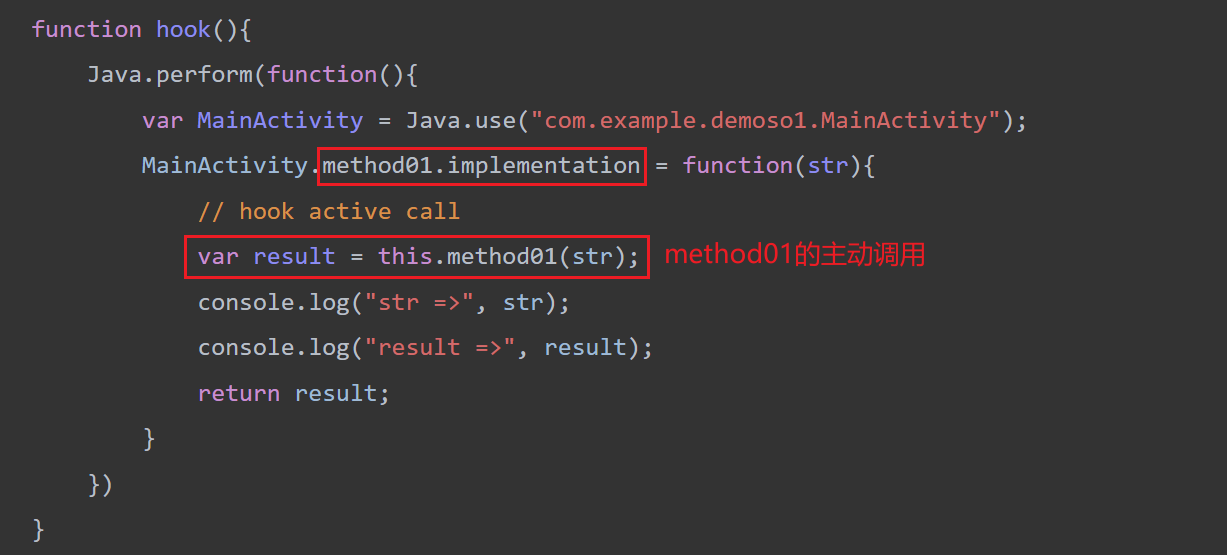 function hook(){
Java.perform(function(){
var MainActivity = Java.use("com.example.demoso1.MainActivity");
MainActivity.method01.implementation = function(str){
// hook active call
var result = this.method01(str); method01的主动调用
console.log("str =>", str);
console.log("result =>", result);
return result;
}
})
}